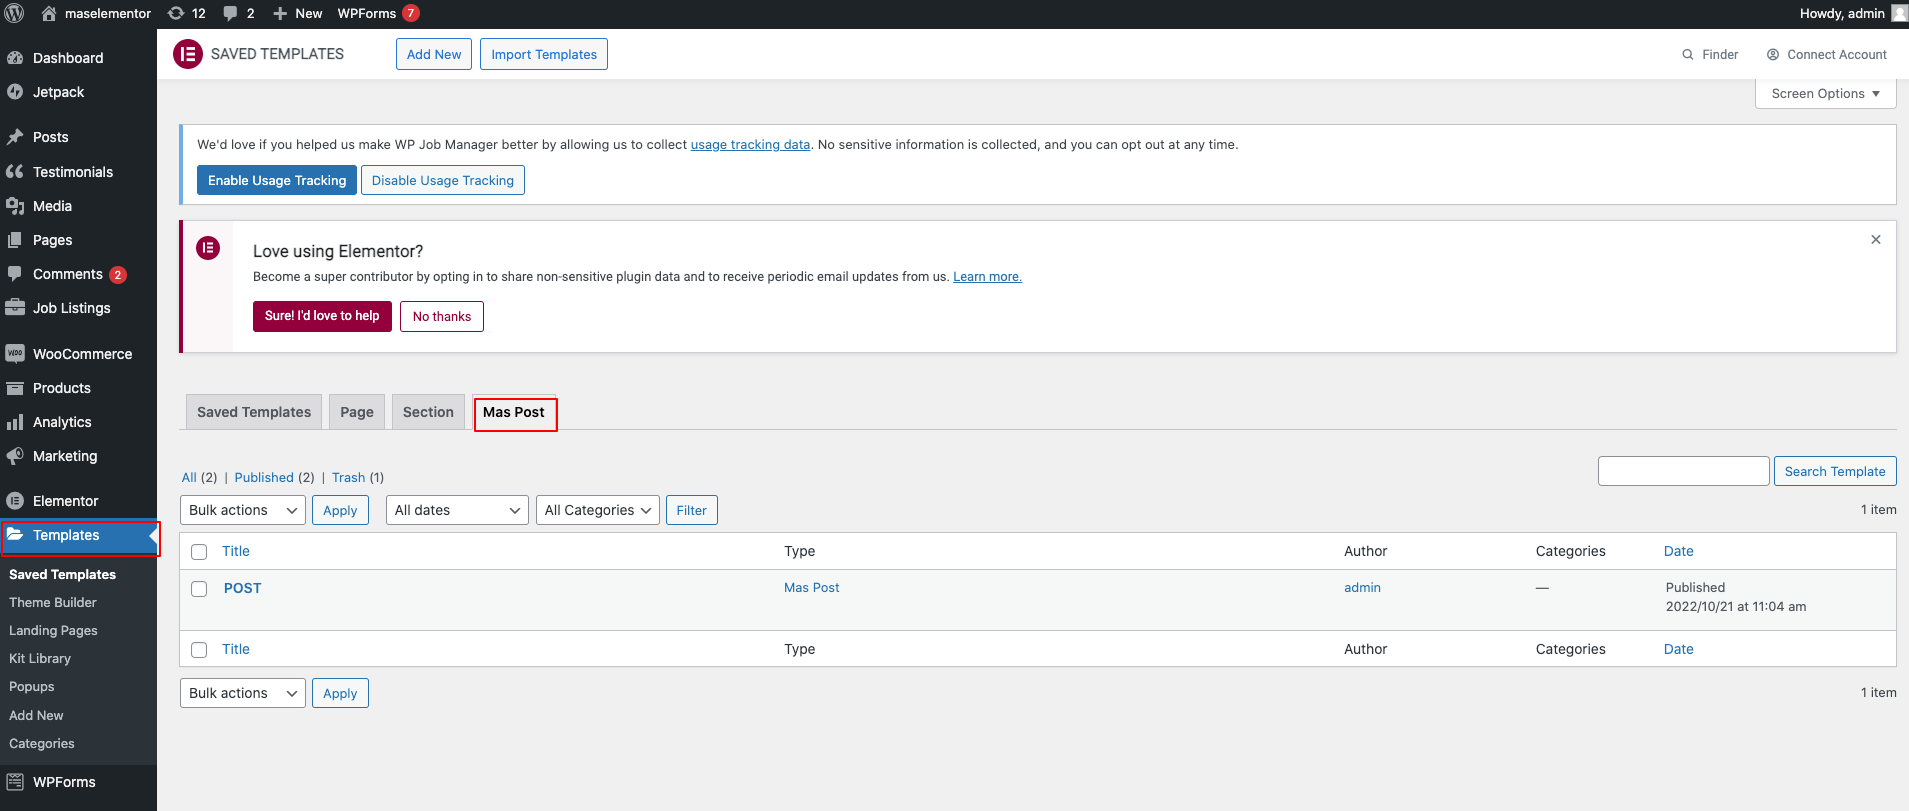 maselementor 12 2 New WPForms 7 Howdy, admin
Dashboard
Jetpack
Posts
Testimonials
Media
Pages
Comments 2
Job Listings
WooCommerce
Products
Analytics
Marketing
Elementor
Templates
Saved Templates
Theme Builder
Landing Pages
Kit Library
Popups
Add New
Categories
WPForms
SAVED TEMPLATES Add New Import Templates Finder Connect Account
Screen Options
We'd love if you helped us make WP Job Manager better by allowing us to collect usage tracking data. No sensitive information is collected, and you can opt out at any time.
Enable Usage Tracking Disable Usage Tracking
Love using Elementor?
Become a super contributor by opting in to share non-sensitive plugin data and to receive periodic email updates from us. Learn more.
Sure! I'd love to help No thanks
Saved Templates Page Section Mas Post
All (2) | Published (2) | Trash (1) Search Template
Bulk actions Apply All dates All Categories Filter 1 item
Title Type Author Categories Date
POST Mas Post admin — Published
2022/10/21 at 11:04 am
Title Type Author Categories Date
Bulk actions Apply 1 item